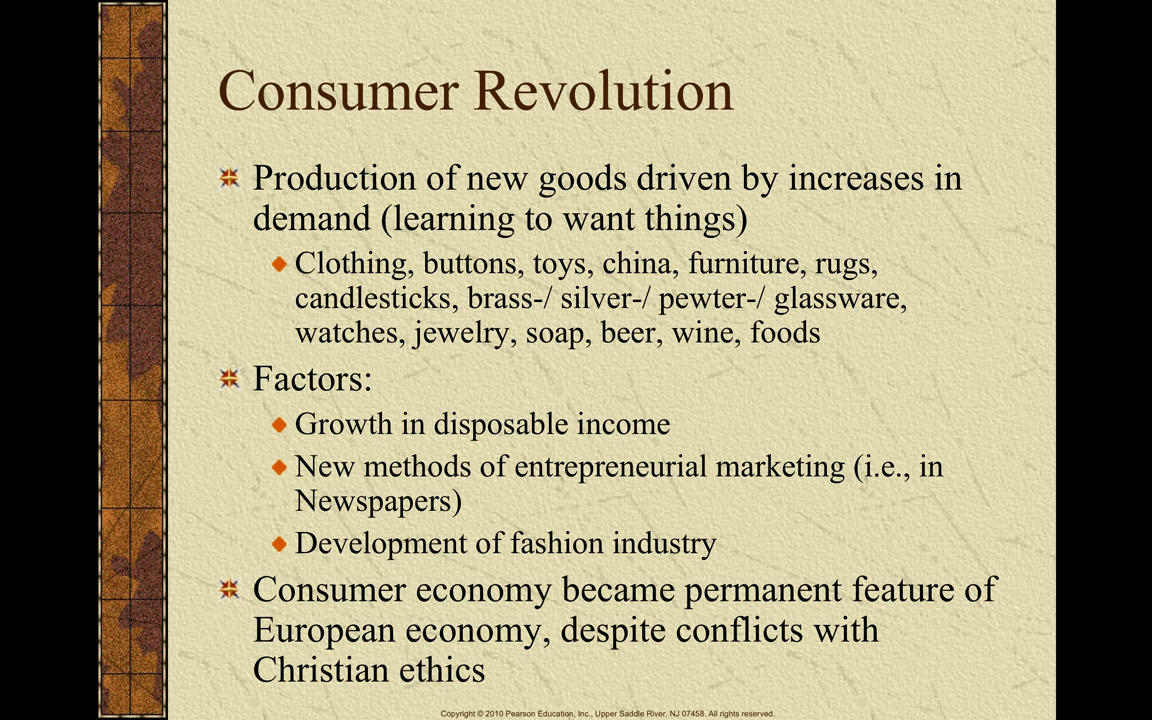 Consumer Revolution
Production of new goods driven by increases in
demand (learning to want things)
Clothing, buttons, toys, china, furniture, rugs,
candlesticks, brass-/ silver-/ pewter-/ glassware,
watches, jewelry, soap, beer, wine, foods
Factors:
Growth in disposable income
New methods of entrepreneurial marketing (i.e., in
Newspapers)
Development of fashion industry
Consumer economy became permanent feature of
European economy, despite conflicts with
Christian ethics
Copyright © 2010 Pearson Education, Inc., Upper Saddle River, NJ 07458. All rights reserved.